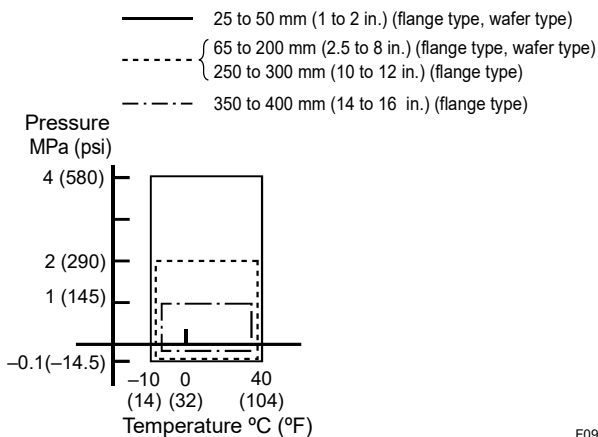 25 to 50 mm (1 to 2 in.) (flange type, wafer type)
65 to 200 mm (2.5 to 8 in.) (flange type, wafer type)
250 to 300 mm (10 to 12 in.) (flange type)
350 to 400 mm (14 to 16 in.) (flange type)
Pressure
MPa (psi)
4 (580)
2 (290)
1 (145)
–0.1(–14.5)
–10 0 40
(14) (32) (104)
Temperature ºC (ºF)
F09